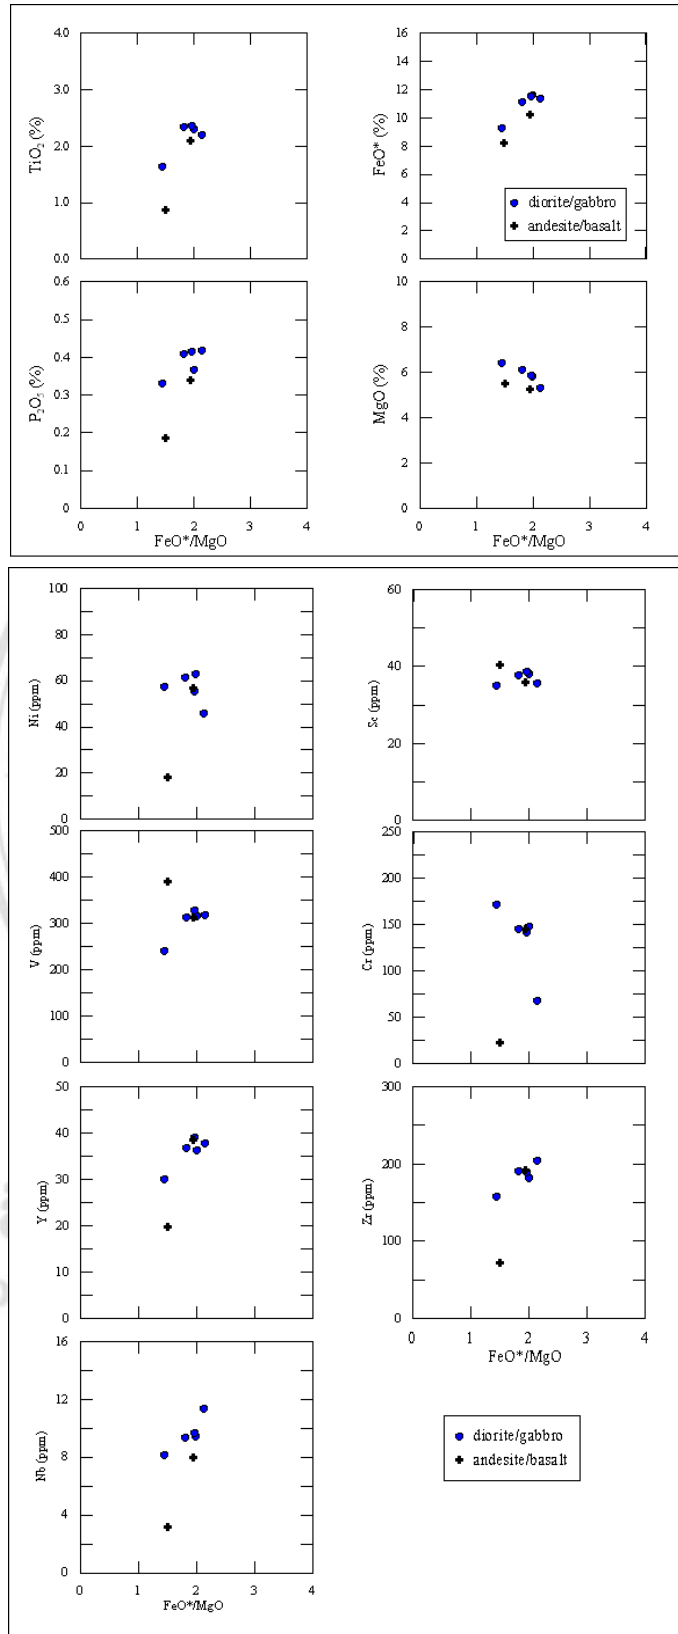 4.0
3.0
2.0
1.0
0.0
TiO2 (%)
16
14
12
10
8
6
4
2
0
FeO* (%)
diorite/gabbro
andesite/basalt
0.6
0.5
0.4
0.3
0.2
0.1
0
P2O5 (%)
0 1 2 3 4
FeO*/MgO
10
8
6
4
2
0
MgO (%)
0 1 2 3 4
FeO*/MgO
100
80
60
40
20
0
Ni (ppm)
60
40
20
0
Sc (ppm)
500
400
300
200
100
0
V (ppm)
250
200
150
100
50
0
Cr (ppm)
50
40
30
20
10
0
Y (ppm)
300
200
100
0
Zr (ppm)
0 1 2 3 4
FeO*/MgO
16
12
8
4
0
Nb (ppm)
0 1 2 3 4
FeO*/MgO
diorite/gabbro
andesite/basalt